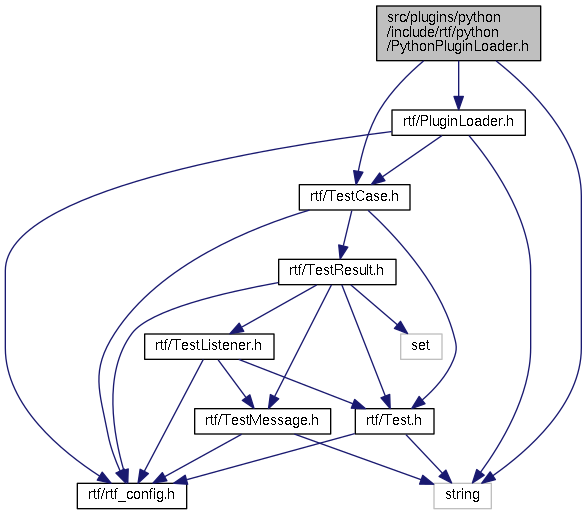 src/plugins/python
/include/rtf/python
/PythonPluginLoader.h
rtf/PluginLoader.h
rtf/TestCase.h
rtf/TestResult.h
rtf/TestListener.h
set
rtf/TestMessage.h
rtf/Test.h
rtf/rtf_config.h
string